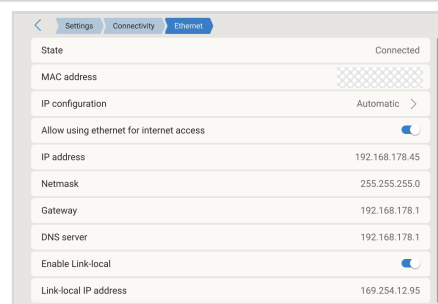 Settings Connectivity Ethernet
State Connected
MAC address
IP configuration Automatic
Allow using ethernet for internet access
IP address 192.168.178.45
Netmask 255.255.255.0
Gateway 192.168.178.1
DNS server 192.168.178.1
Enable Link-local
Link-local IP address 169.254.12.95